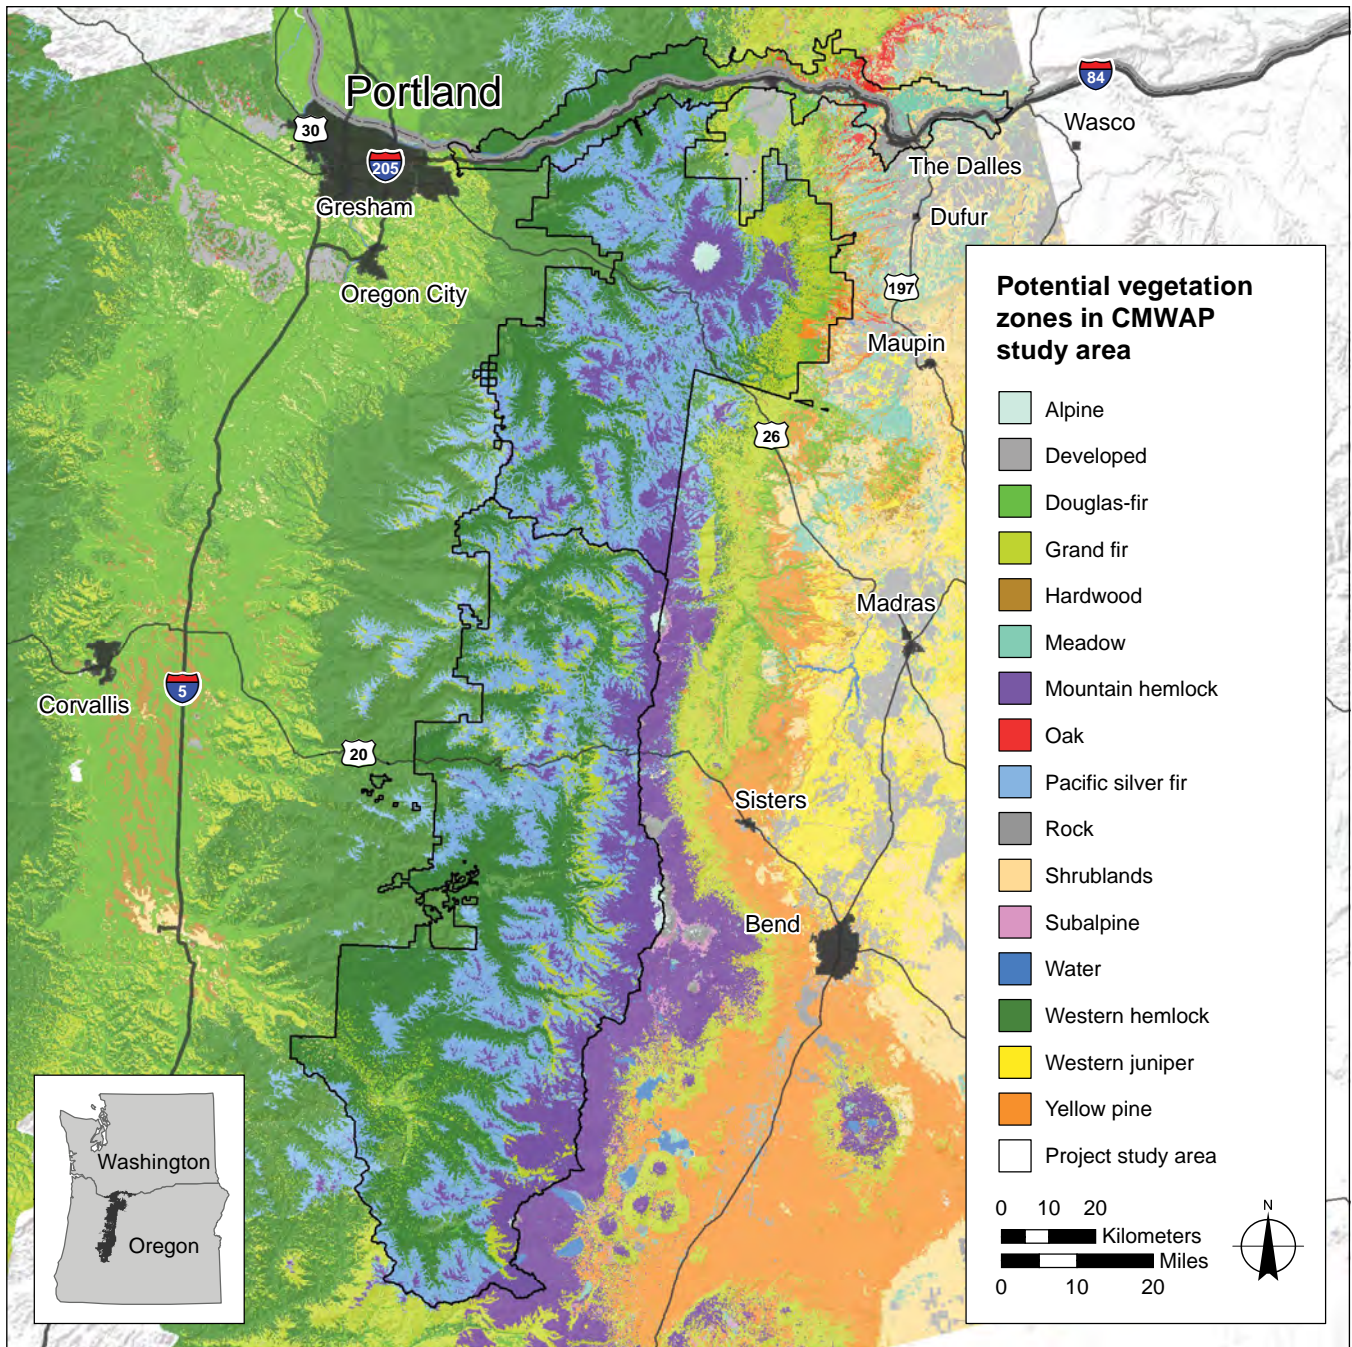 Portland
84
30
Wasco
205
The Dalles
Gresham
Dufur
Oregon City
197
Maupin
26
Madras
Corvallis
5
20
Sisters
Bend
Potential vegetation
zones in CMWAP
study area
Alpine
Developed
Douglas-fir
Grand fir
Hardwood
Meadow
Mountain hemlock
Oak
Pacific silver fir
Rock
Shrublands
Subalpine
Water
Western hemlock
Western juniper
Yellow pine
Project study area
0 10 20
Kilometers
Miles
0 10 20
N
Washington
Oregon